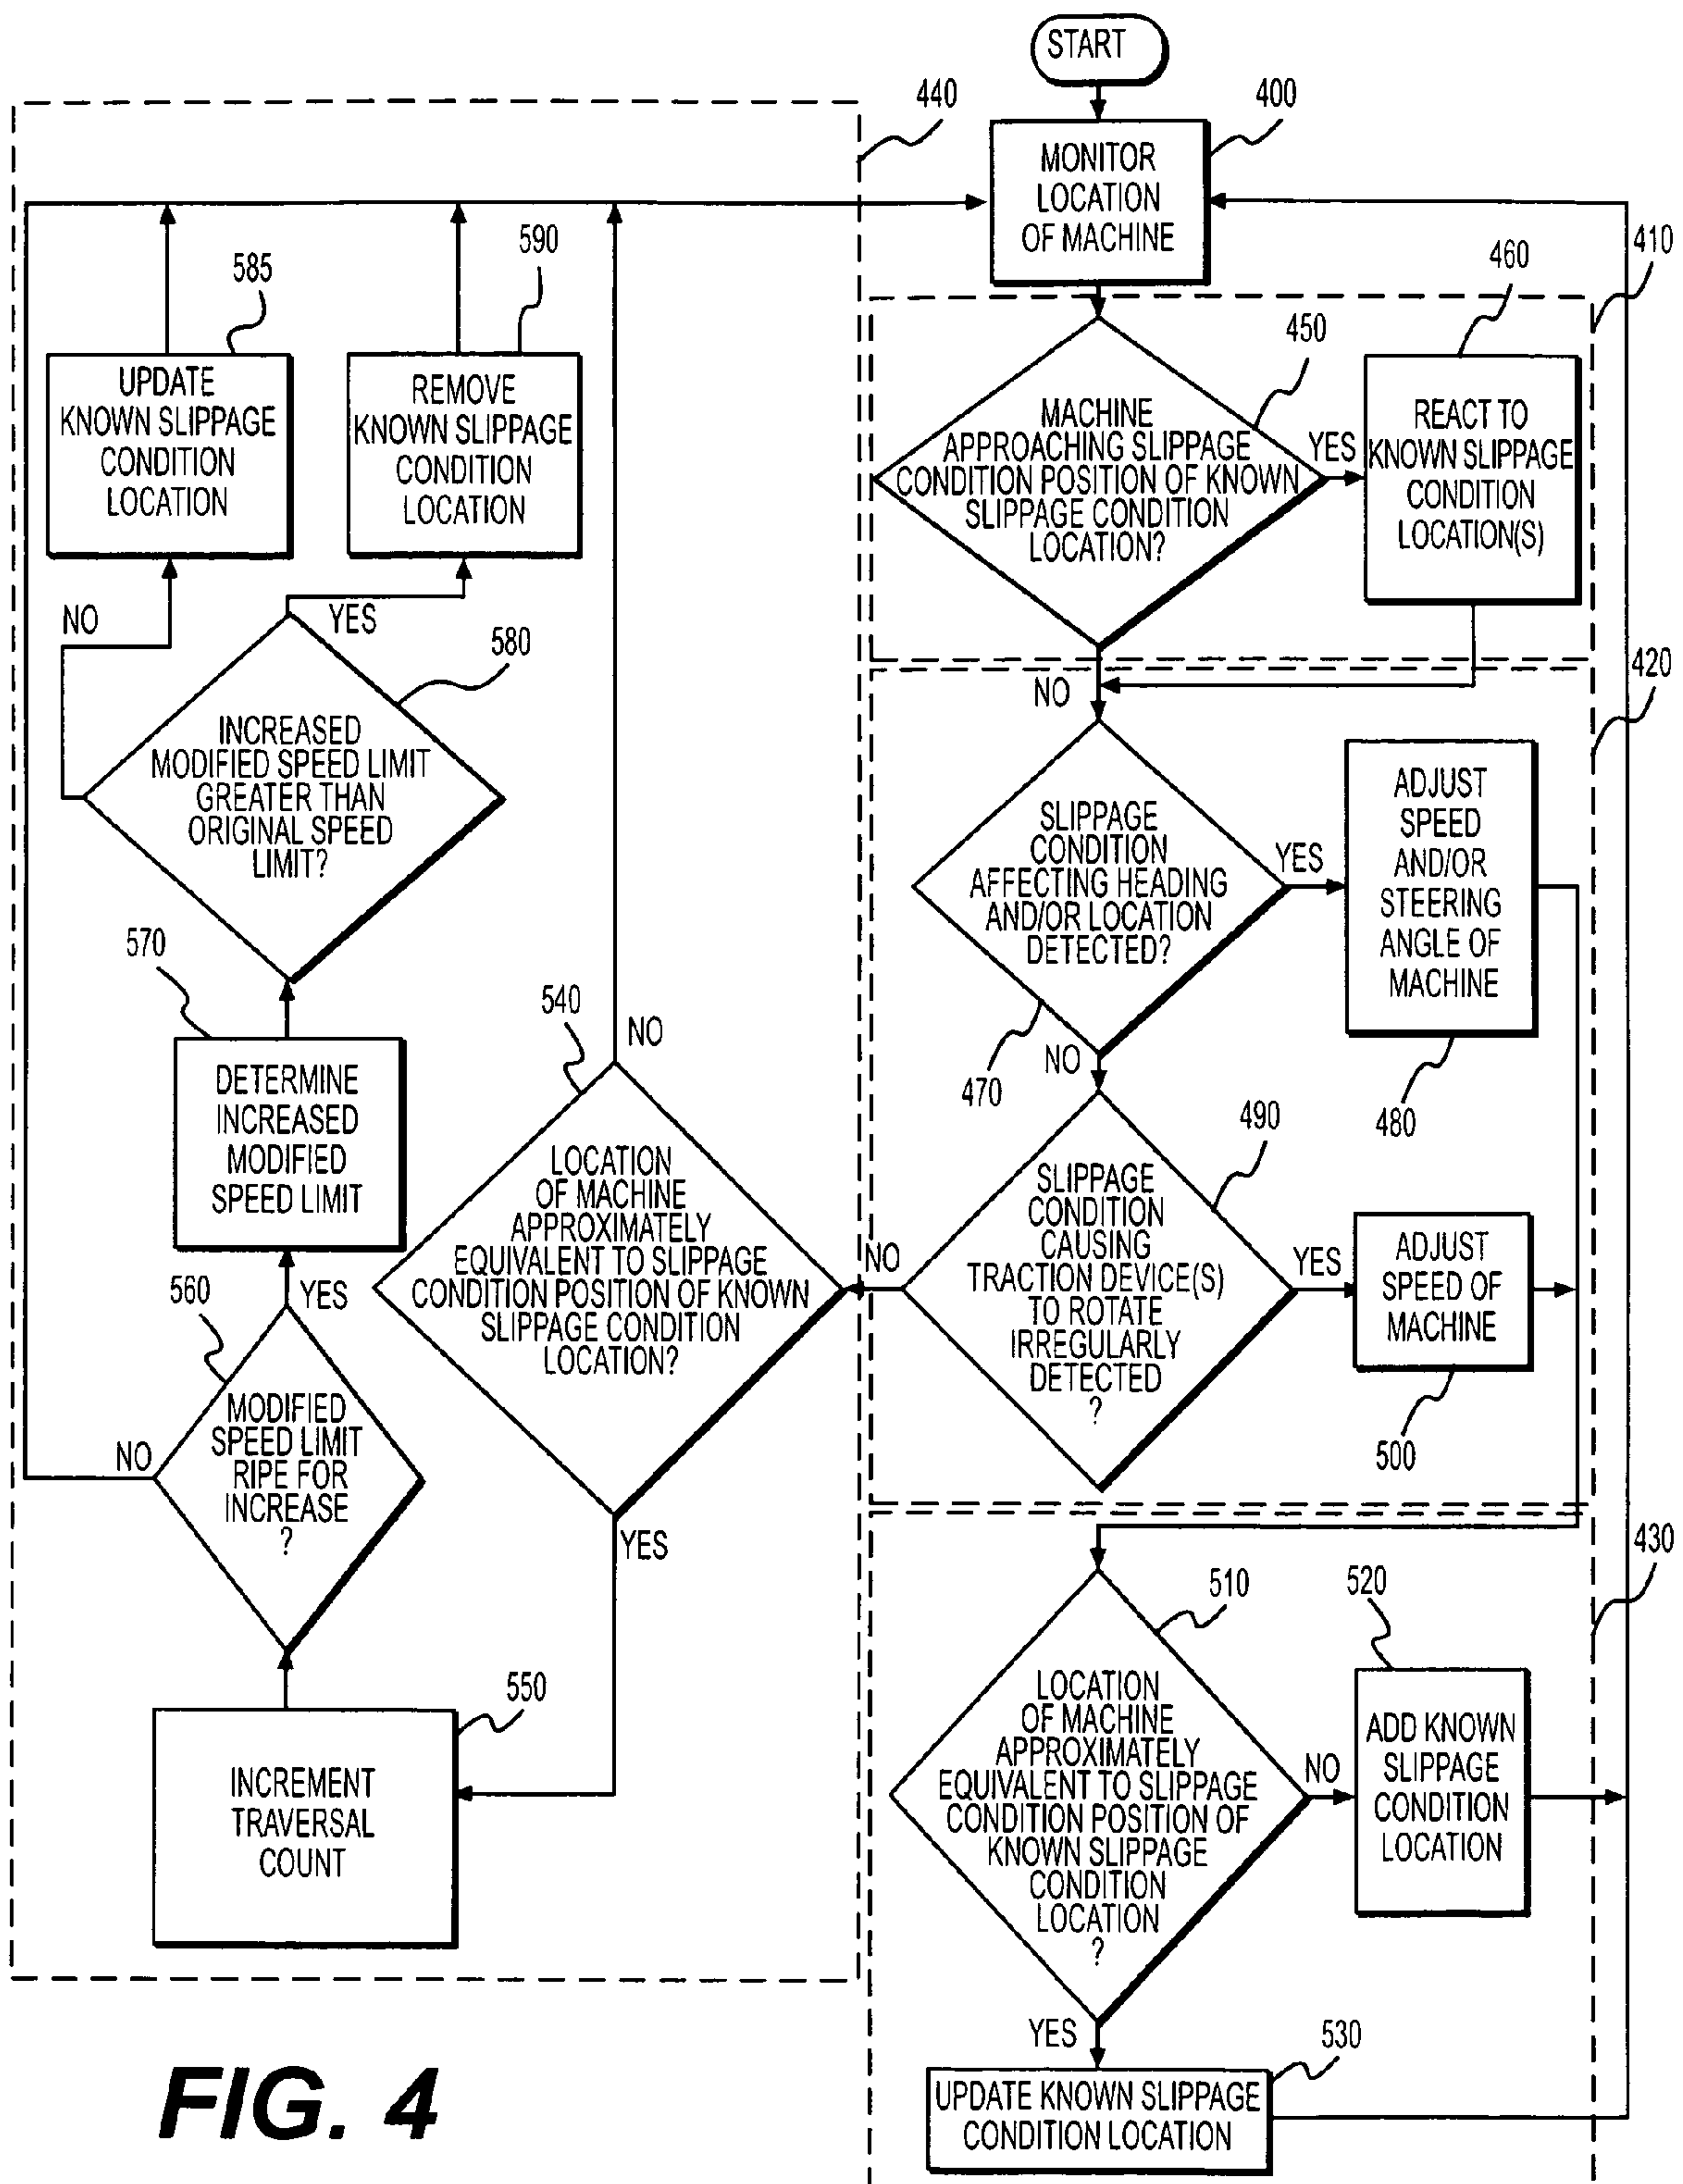 START
400
MONITOR
LOCATION
OF MACHINE
440
410
450
MACHINE
APPROACHING SLIPPAGE
CONDITION POSITION OF KNOWN
SLIPPAGE CONDITION
LOCATION?
YES
460
REACT TO
KNOWN SLIPPAGE
CONDITION
LOCATION(S)
NO
420
SLIPPAGE
CONDITION
AFFECTING HEADING
AND/OR LOCATION
DETECTED?
470
YES
ADJUST
SPEED
AND/OR
STEERING
ANGLE OF
MACHINE
480
NO
490
SLIPPAGE
CONDITION
CAUSING
TRACTION DEVICE(S)
TO ROTATE
IRREGULARLY
DETECTED
?
YES
ADJUST
SPEED OF
MACHINE
500
NO
430
510
LOCATION
OF MACHINE
APPROXIMATELY
EQUIVALENT TO SLIPPAGE
CONDITION POSITION OF
KNOWN SLIPPAGE
CONDITION
LOCATION
?
NO
520
ADD KNOWN
SLIPPAGE
CONDITION
LOCATION
YES
530
UPDATE KNOWN SLIPPAGE
CONDITION LOCATION
540
NO
LOCATION
OF MACHINE
APPROXIMATELY
EQUIVALENT TO SLIPPAGE
CONDITION POSITION OF KNOWN
SLIPPAGE CONDITION
LOCATION?
YES
550
INCREMENT
TRAVERSAL
COUNT
560
MODIFIED
SPEED LIMIT
RIPE FOR
INCREASE
?
NO
YES
570
DETERMINE
INCREASED
MODIFIED
SPEED LIMIT
580
INCREASED
MODIFIED SPEED LIMIT
GREATER THAN
ORIGINAL SPEED
LIMIT?
NO
YES
585
UPDATE
KNOWN SLIPPAGE
CONDITION
LOCATION
590
REMOVE
KNOWN SLIPPAGE
CONDITION
LOCATION
FIG. 4